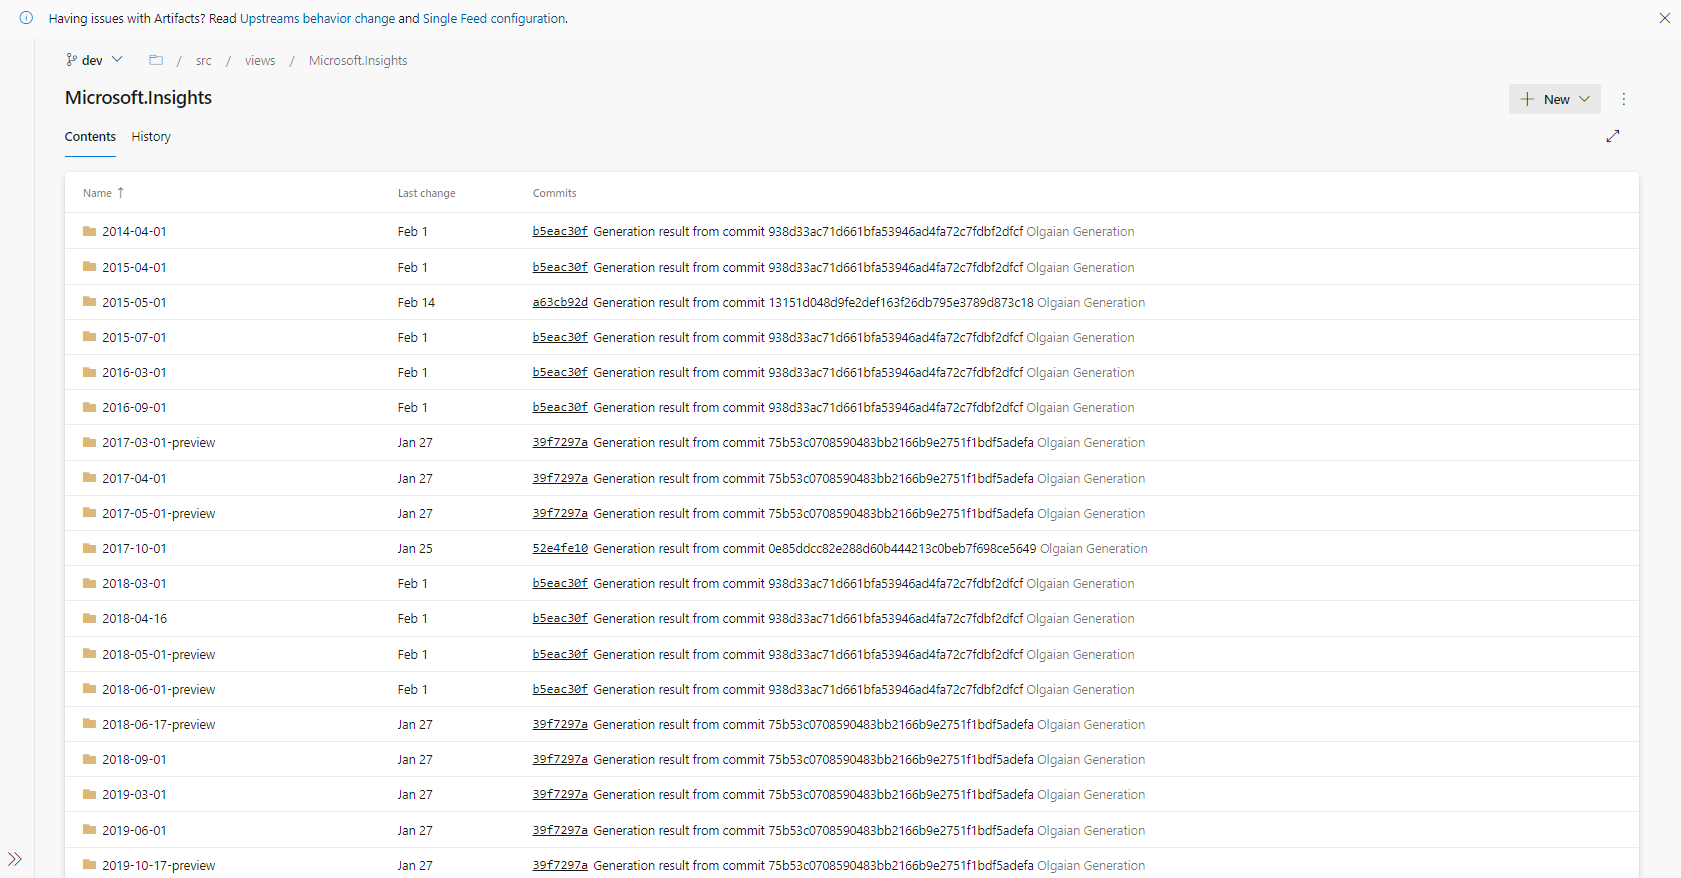 Having issues with Artifacts? Read Upstreams behavior change and Single Feed configuration.
dev / src / views / Microsoft.Insights
Microsoft.Insights
New
Contents History
Name ↑ Last change Commits
2014-04-01 Feb 1 b5eac30f Generation result from commit 938d33ac71d661bfa53946ad4fa72c7fdbf2dfcf Olgaian Generation
2015-04-01 Feb 1 b5eac30f Generation result from commit 938d33ac71d661bfa53946ad4fa72c7fdbf2dfcf Olgaian Generation
2015-05-01 Feb 14 a63cb92d Generation result from commit 13151d048d9fe2def163f26db795e3789d873c18 Olgaian Generation
2015-07-01 Feb 1 b5eac30f Generation result from commit 938d33ac71d661bfa53946ad4fa72c7fdbf2dfcf Olgaian Generation
2016-03-01 Feb 1 b5eac30f Generation result from commit 938d33ac71d661bfa53946ad4fa72c7fdbf2dfcf Olgaian Generation
2016-09-01 Feb 1 b5eac30f Generation result from commit 938d33ac71d661bfa53946ad4fa72c7fdbf2dfcf Olgaian Generation
2017-03-01-preview Jan 27 39f7297a Generation result from commit 75b53c0708590483bb2166b9e2751f1bdf5adefa Olgaian Generation
2017-04-01 Jan 27 39f7297a Generation result from commit 75b53c0708590483bb2166b9e2751f1bdf5adefa Olgaian Generation
2017-05-01-preview Jan 27 39f7297a Generation result from commit 75b53c0708590483bb2166b9e2751f1bdf5adefa Olgaian Generation
2017-10-01 Jan 25 52e4fe10 Generation result from commit 0e85ddcc82e288d60b444213c0beb7f698ce5649 Olgaian Generation
2018-03-01 Feb 1 b5eac30f Generation result from commit 938d33ac71d661bfa53946ad4fa72c7fdbf2dfcf Olgaian Generation
2018-04-16 Feb 1 b5eac30f Generation result from commit 938d33ac71d661bfa53946ad4fa72c7fdbf2dfcf Olgaian Generation
2018-05-01-preview Feb 1 b5eac30f Generation result from commit 938d33ac71d661bfa53946ad4fa72c7fdbf2dfcf Olgaian Generation
2018-06-01-preview Feb 1 b5eac30f Generation result from commit 938d33ac71d661bfa53946ad4fa72c7fdbf2dfcf Olgaian Generation
2018-06-17-preview Jan 27 39f7297a Generation result from commit 75b53c0708590483bb2166b9e2751f1bdf5adefa Olgaian Generation
2018-09-01 Jan 27 39f7297a Generation result from commit 75b53c0708590483bb2166b9e2751f1bdf5adefa Olgaian Generation
2019-03-01 Jan 27 39f7297a Generation result from commit 75b53c0708590483bb2166b9e2751f1bdf5adefa Olgaian Generation
2019-06-01 Jan 27 39f7297a Generation result from commit 75b53c0708590483bb2166b9e2751f1bdf5adefa Olgaian Generation
2019-10-17-preview Jan 27 39f7297a Generation result from commit 75b53c0708590483bb2166b9e2751f1bdf5adefa Olgaian Generation